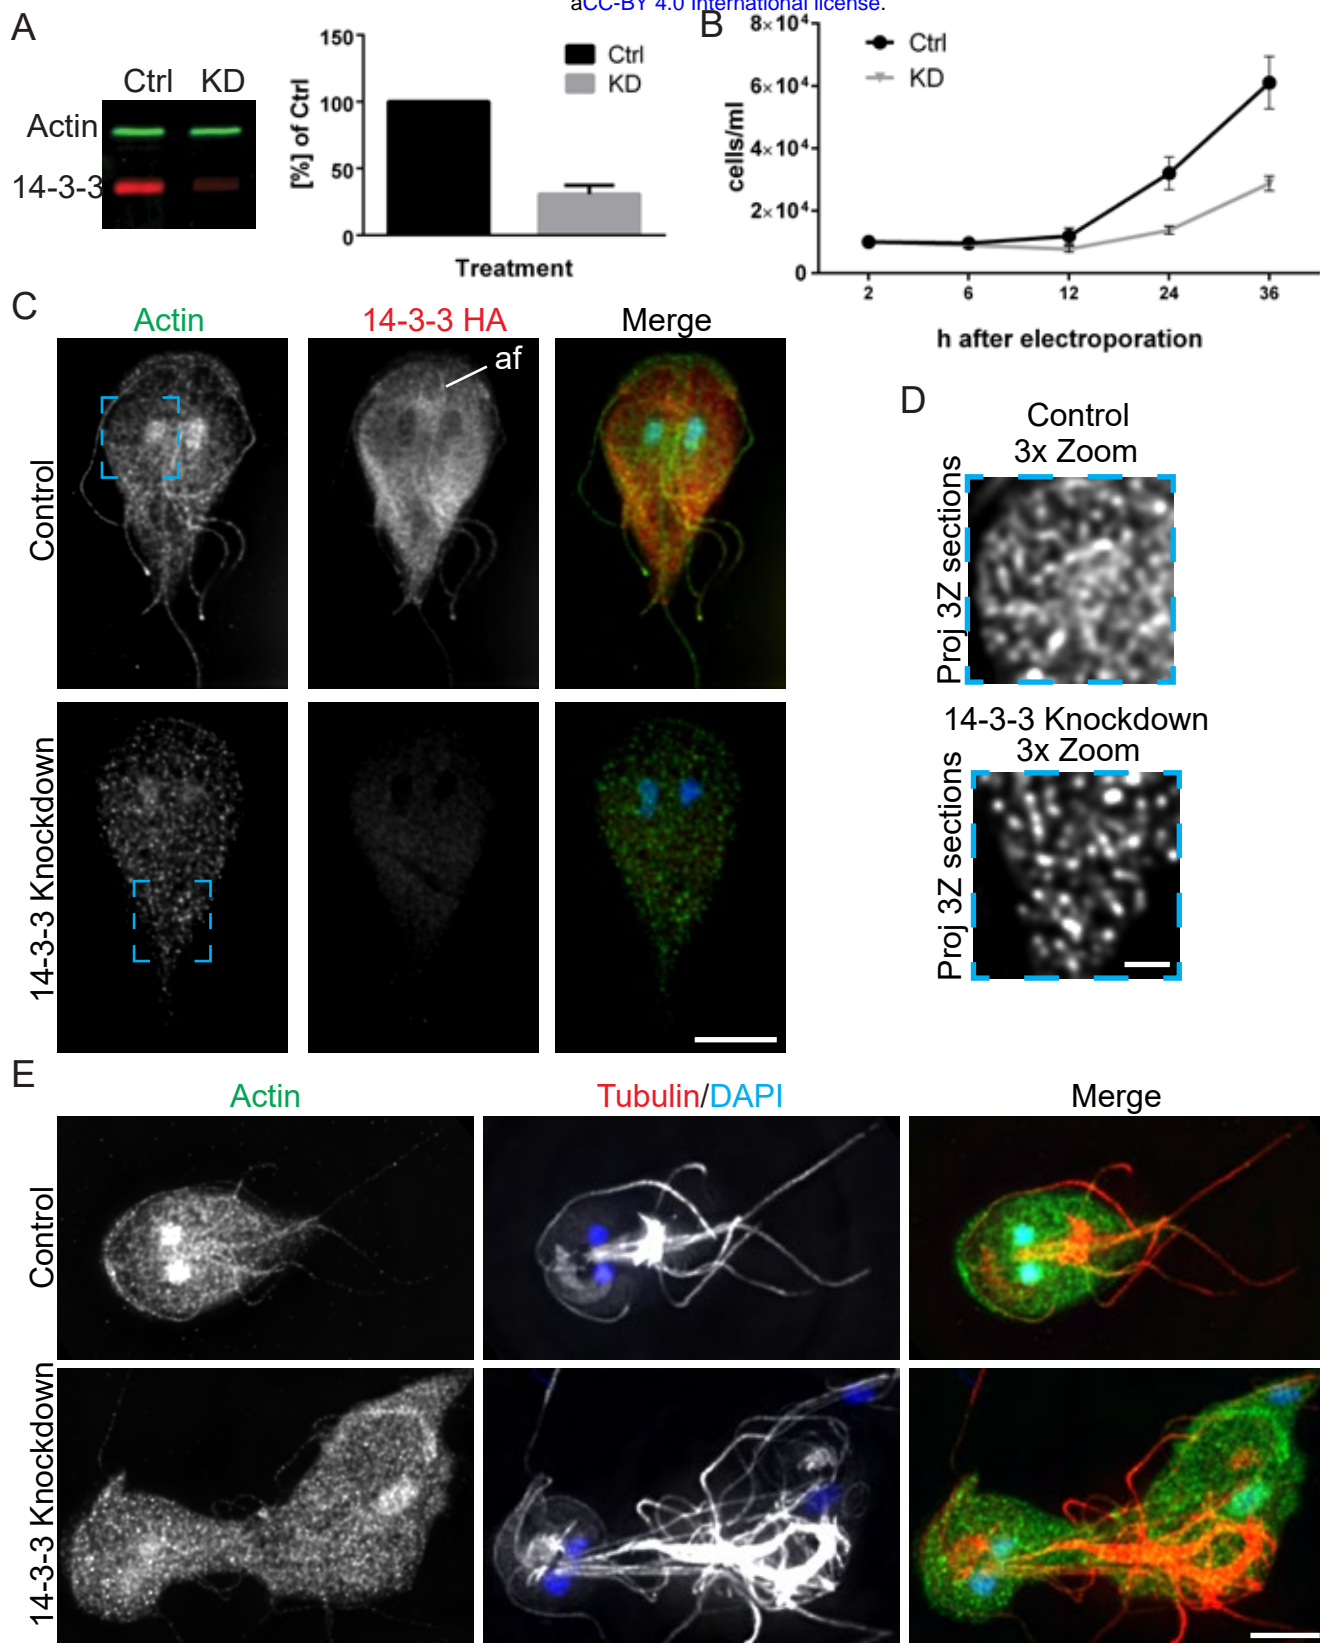 aCC-BY 4.0 International license.
A
Ctrl KD
Actin
14-3-3
150
100
50
0
[%] of Ctrl
Ctrl
KD
Treatment
B
8×10⁴
6×10⁴
4×10⁴
2×10⁴
0
cells/ml
Ctrl
KD
2 6 12 24 36
h after electroporation
C
Actin 14-3-3 HA Merge
af
Control
14-3-3 Knockdown
D
Control
3x Zoom
Proj 3Z sections
14-3-3 Knockdown
3x Zoom
Proj 3Z sections
E
Actin Tubulin/DAPI Merge
Control
14-3-3 Knockdown